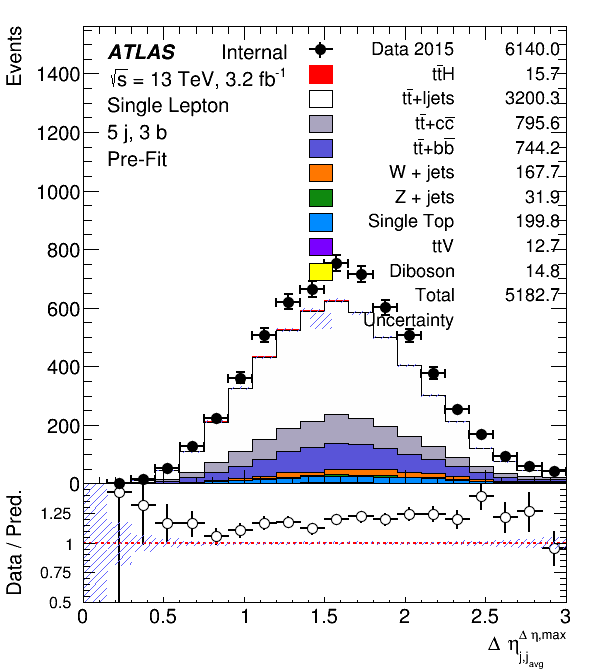 Events
ATLAS Internal
√s = 13 TeV, 3.2 fb⁻¹
Single Lepton
5 j, 3 b
Pre-Fit
Data 2015 6140.0
tt̄H 15.7
tt̄+ljets 3200.3
tt̄+cc̄ 795.6
tt̄+bb̄ 744.2
W + jets 167.7
Z + jets 31.9
Single Top 199.8
ttV 12.7
Diboson 14.8
Total 5182.7
Uncertainty
1400
1200
1000
800
600
400
200
0
Data / Pred.
1.25
1
0.75
0.5
0 0.5 1 1.5 2 2.5 3
Δ η j,j avg Δ η,max